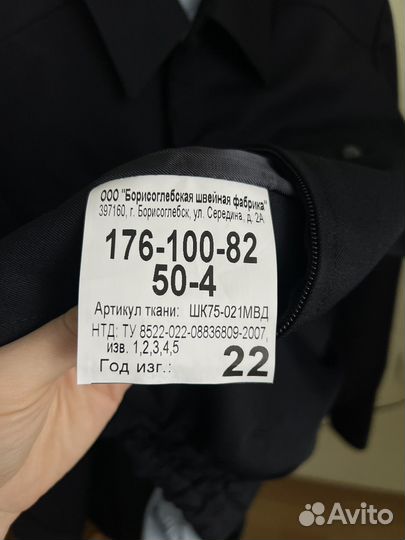 ООО "Борисоглебская швейная фабрика"
397160, г. Борисоглебск, ул. Середина, д. 2А
176-100-82
50-4
Артикул ткани: ШК75-021МВД
НТД: ТУ 8522-022-08836809-2007,
изв. 1,2,3,4,5
Год изг.: 22
Avito